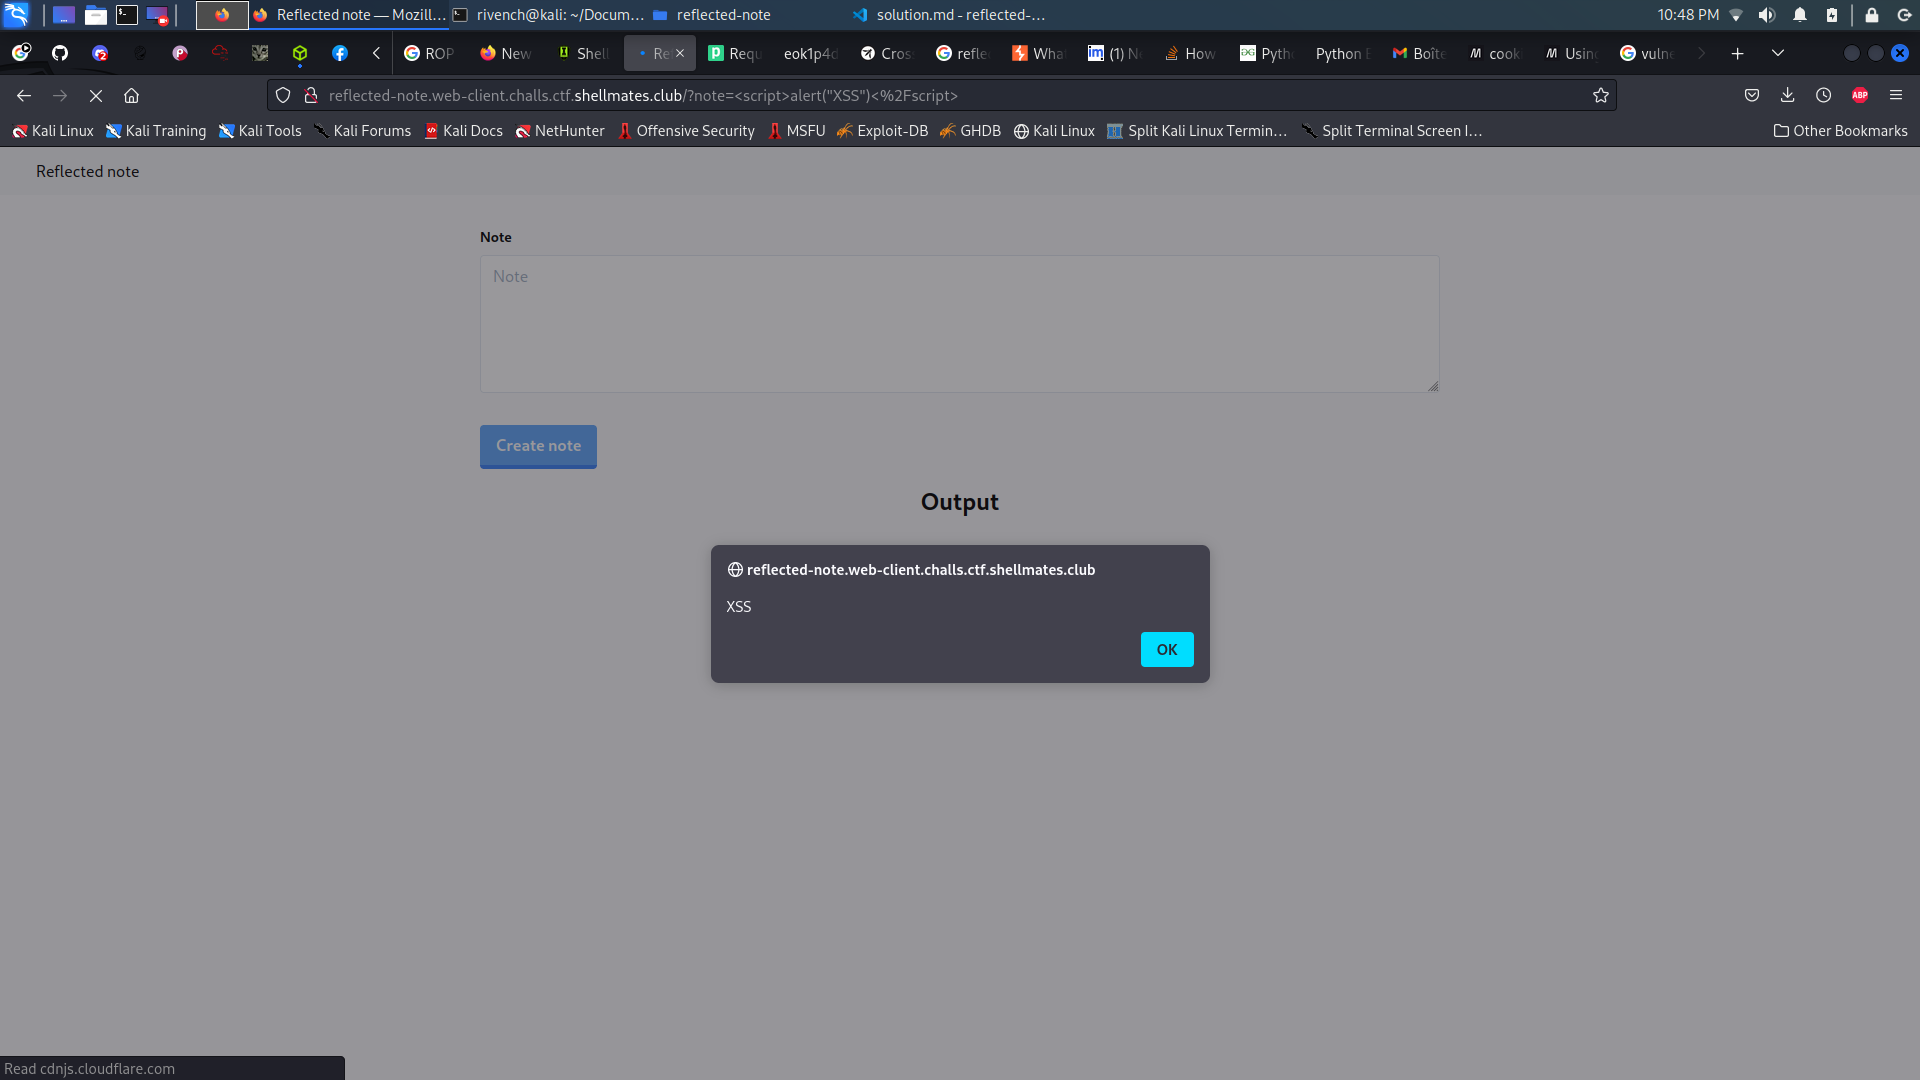 Reflected note — Mozill...
rivench@kali: ~/Docum...
reflected-note
solution.md - reflected-...
10:48 PM
ROP
New
Shell
Re
Requ
eok1p4d
Cros
refle
Wha
(1) N
How
Pyth
Python E
Boîte
cook
Usin
vulne
reflected-note.web-client.challs.ctf.shellmates.club/?note=<script>alert("XSS")<%2Fscript>
ABP
Kali Linux
Kali Training
Kali Tools
Kali Forums
Kali Docs
NetHunter
Offensive Security
MSFU
Exploit-DB
GHDB
Kali Linux
Split Kali Linux Termin...
Split Terminal Screen I...
Other Bookmarks
Reflected note
Note
Note
Create note
Output
reflected-note.web-client.challs.ctf.shellmates.club
XSS
OK
Read cdnjs.cloudflare.com